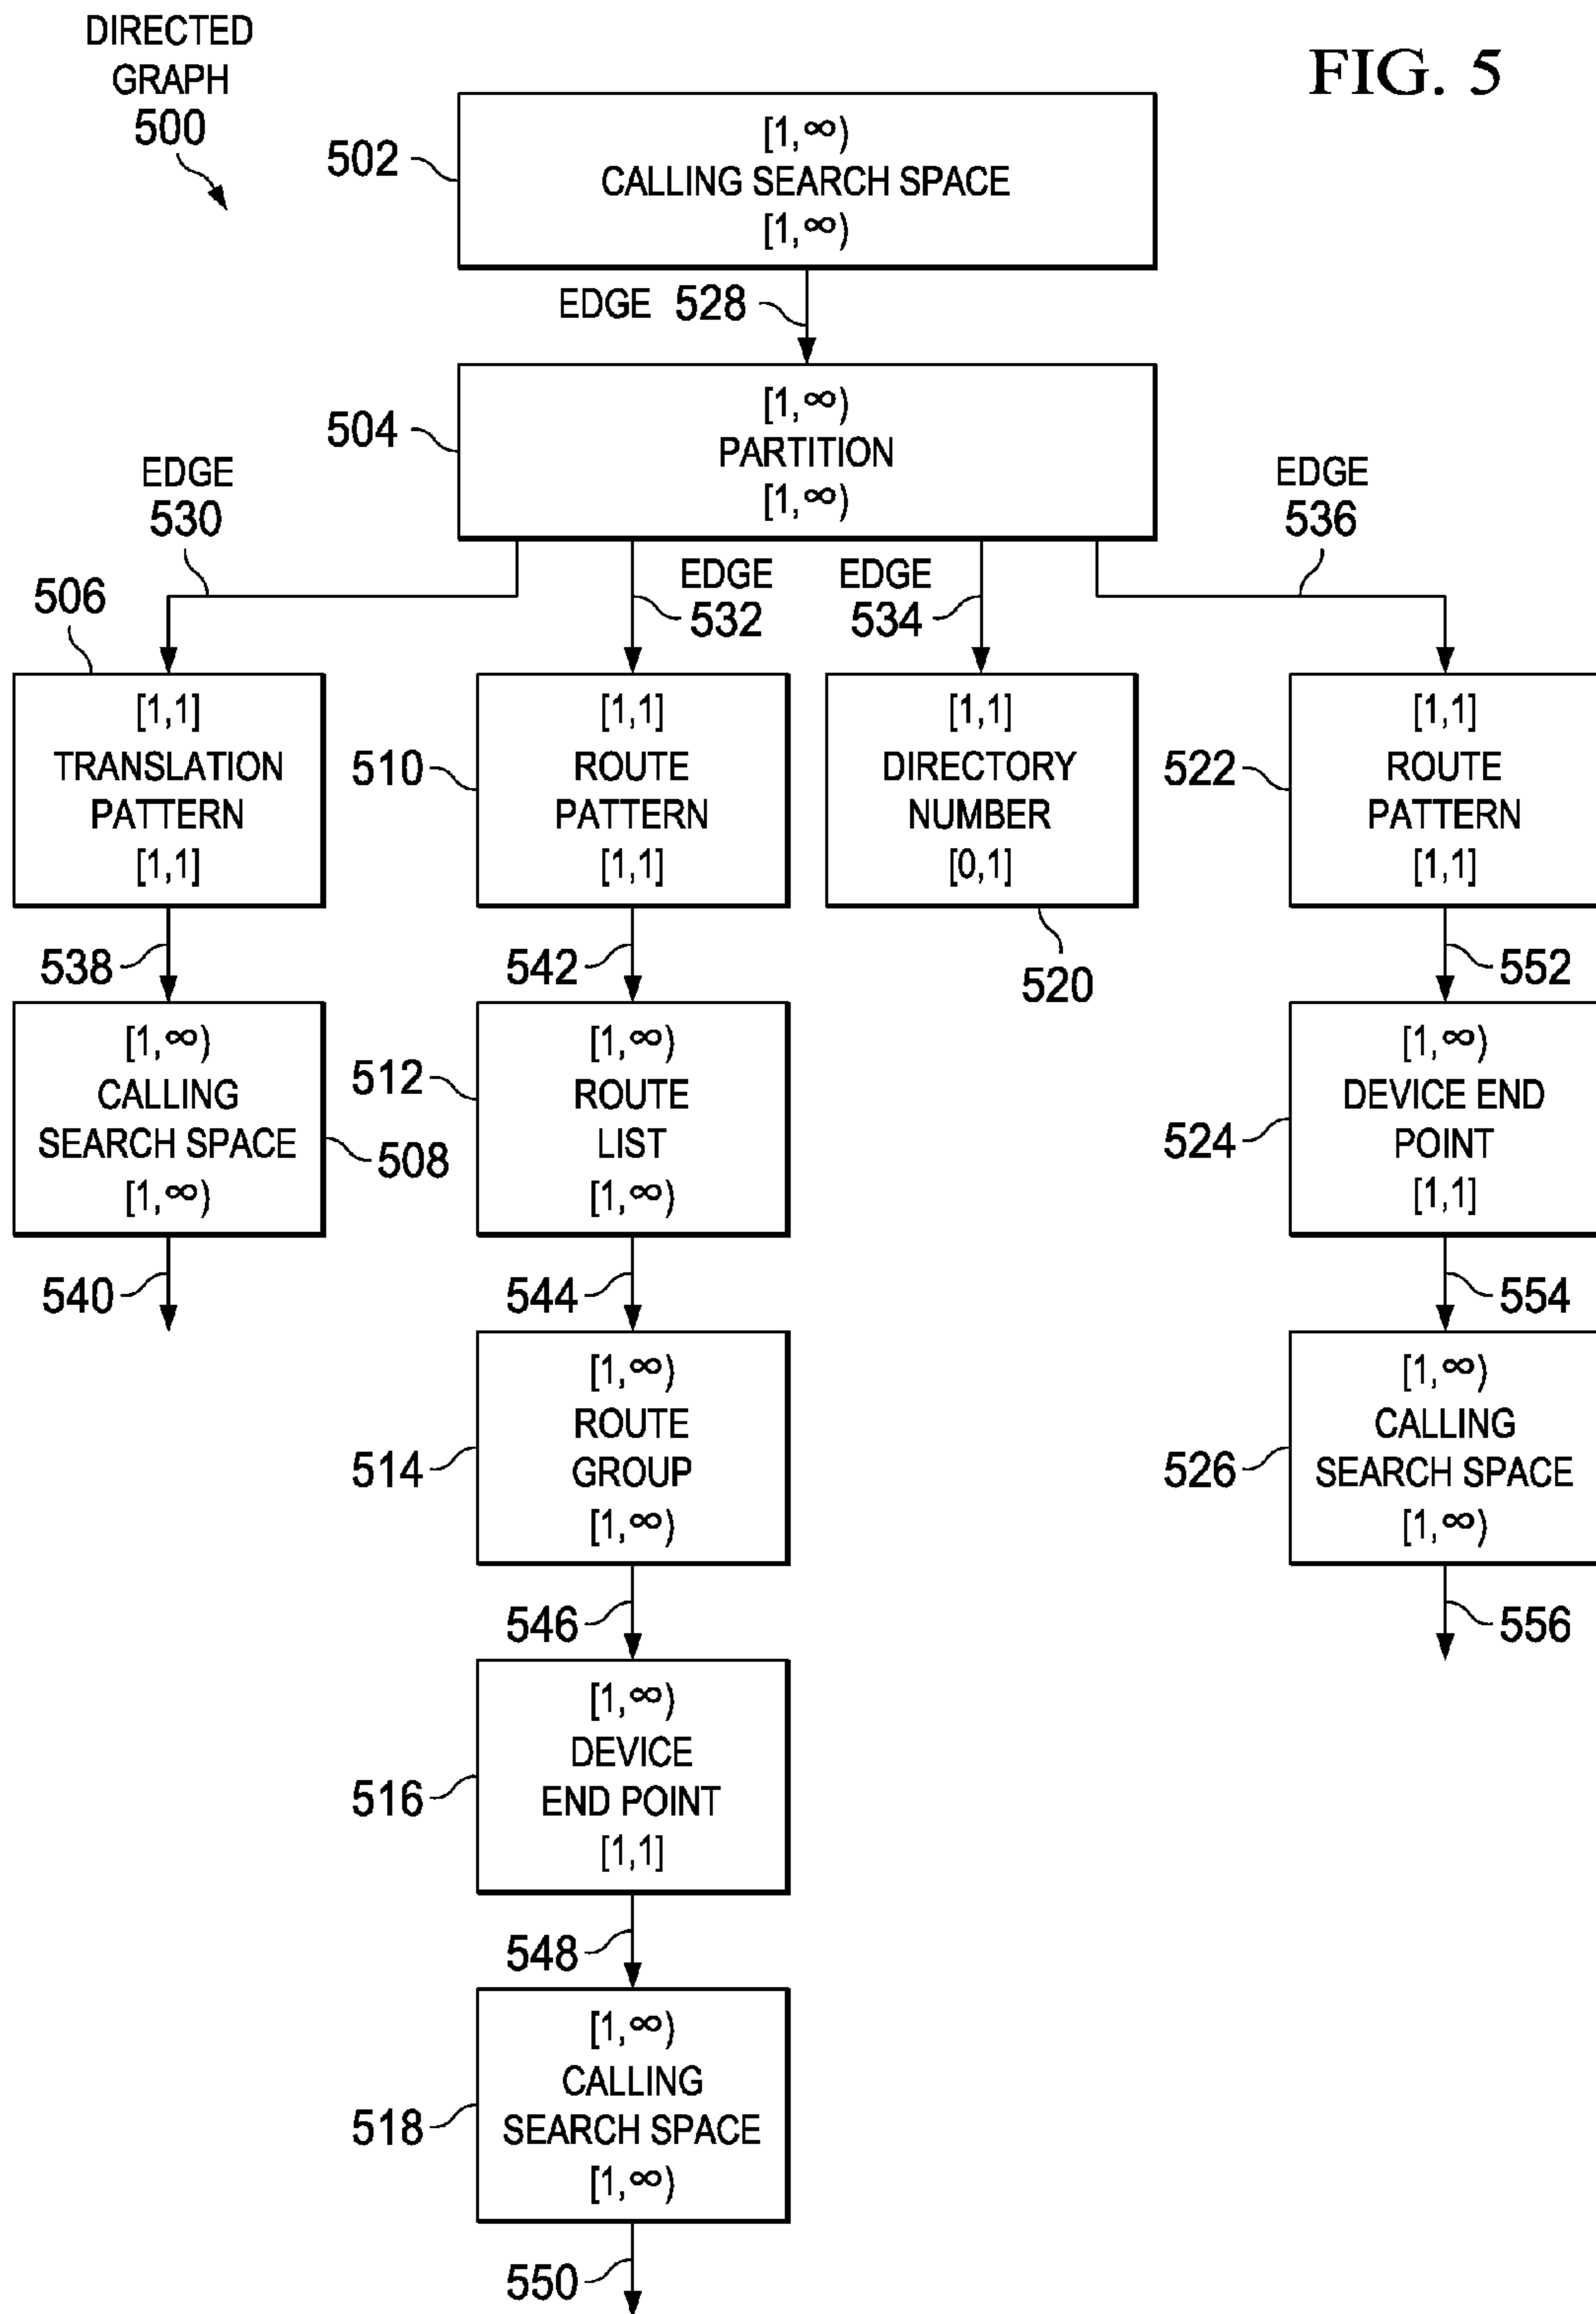 DIRECTED
GRAPH
500
FIG. 5
502
[1,∞)
CALLING SEARCH SPACE
[1,∞)
EDGE 528
504
[1,∞)
PARTITION
[1,∞)
EDGE
530
EDGE
532
EDGE
534
EDGE
536
506
[1,1]
TRANSLATION
PATTERN
[1,1]
510
[1,1]
ROUTE
PATTERN
[1,1]
[1,1]
DIRECTORY
NUMBER
[0,1]
520
522
[1,1]
ROUTE
PATTERN
[1,1]
538
542
552
[1,∞)
CALLING
SEARCH SPACE
[1,∞)
508
512
[1,∞)
ROUTE
LIST
[1,∞)
524
[1,∞)
DEVICE END
POINT
[1,1]
540
544
554
514
[1,∞)
ROUTE
GROUP
[1,∞)
526
[1,∞)
CALLING
SEARCH SPACE
[1,∞)
546
556
516
[1,∞)
DEVICE
END POINT
[1,1]
548
518
[1,∞)
CALLING
SEARCH SPACE
[1,∞)
550